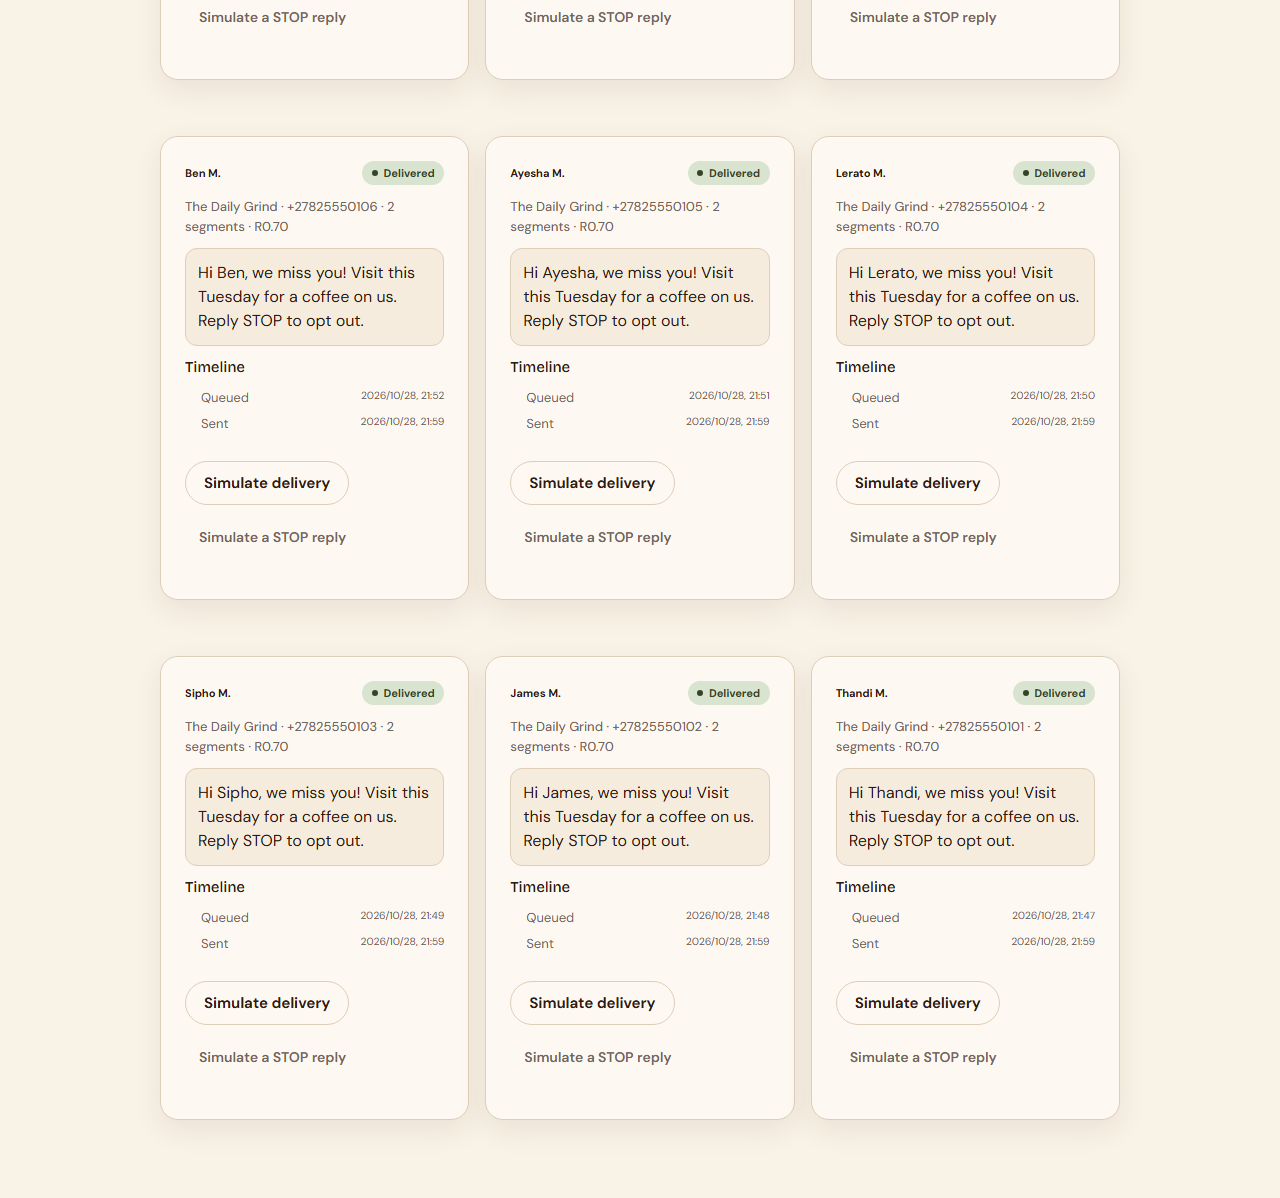 Simulate a STOP reply
Simulate a STOP reply
Simulate a STOP reply
Ben M.
Delivered
The Daily Grind · +27825550106 · 2
segments · R0.70
Hi Ben, we miss you! Visit this
Tuesday for a coffee on us.
Reply STOP to opt out.
Timeline
Queued 2026/10/28, 21:52
Sent 2026/10/28, 21:59
Simulate delivery
Simulate a STOP reply
Ayesha M.
Delivered
The Daily Grind · +27825550105 · 2
segments · R0.70
Hi Ayesha, we miss you! Visit
this Tuesday for a coffee on us.
Reply STOP to opt out.
Timeline
Queued 2026/10/28, 21:51
Sent 2026/10/28, 21:59
Simulate delivery
Simulate a STOP reply
Lerato M.
Delivered
The Daily Grind · +27825550104 · 2
segments · R0.70
Hi Lerato, we miss you! Visit
this Tuesday for a coffee on us.
Reply STOP to opt out.
Timeline
Queued 2026/10/28, 21:50
Sent 2026/10/28, 21:59
Simulate delivery
Simulate a STOP reply
Sipho M.
Delivered
The Daily Grind · +27825550103 · 2
segments · R0.70
Hi Sipho, we miss you! Visit this
Tuesday for a coffee on us.
Reply STOP to opt out.
Timeline
Queued 2026/10/28, 21:49
Sent 2026/10/28, 21:59
Simulate delivery
Simulate a STOP reply
James M.
Delivered
The Daily Grind · +27825550102 · 2
segments · R0.70
Hi James, we miss you! Visit
this Tuesday for a coffee on us.
Reply STOP to opt out.
Timeline
Queued 2026/10/28, 21:48
Sent 2026/10/28, 21:59
Simulate delivery
Simulate a STOP reply
Thandi M.
Delivered
The Daily Grind · +27825550101 · 2
segments · R0.70
Hi Thandi, we miss you! Visit
this Tuesday for a coffee on us.
Reply STOP to opt out.
Timeline
Queued 2026/10/28, 21:47
Sent 2026/10/28, 21:59
Simulate delivery
Simulate a STOP reply